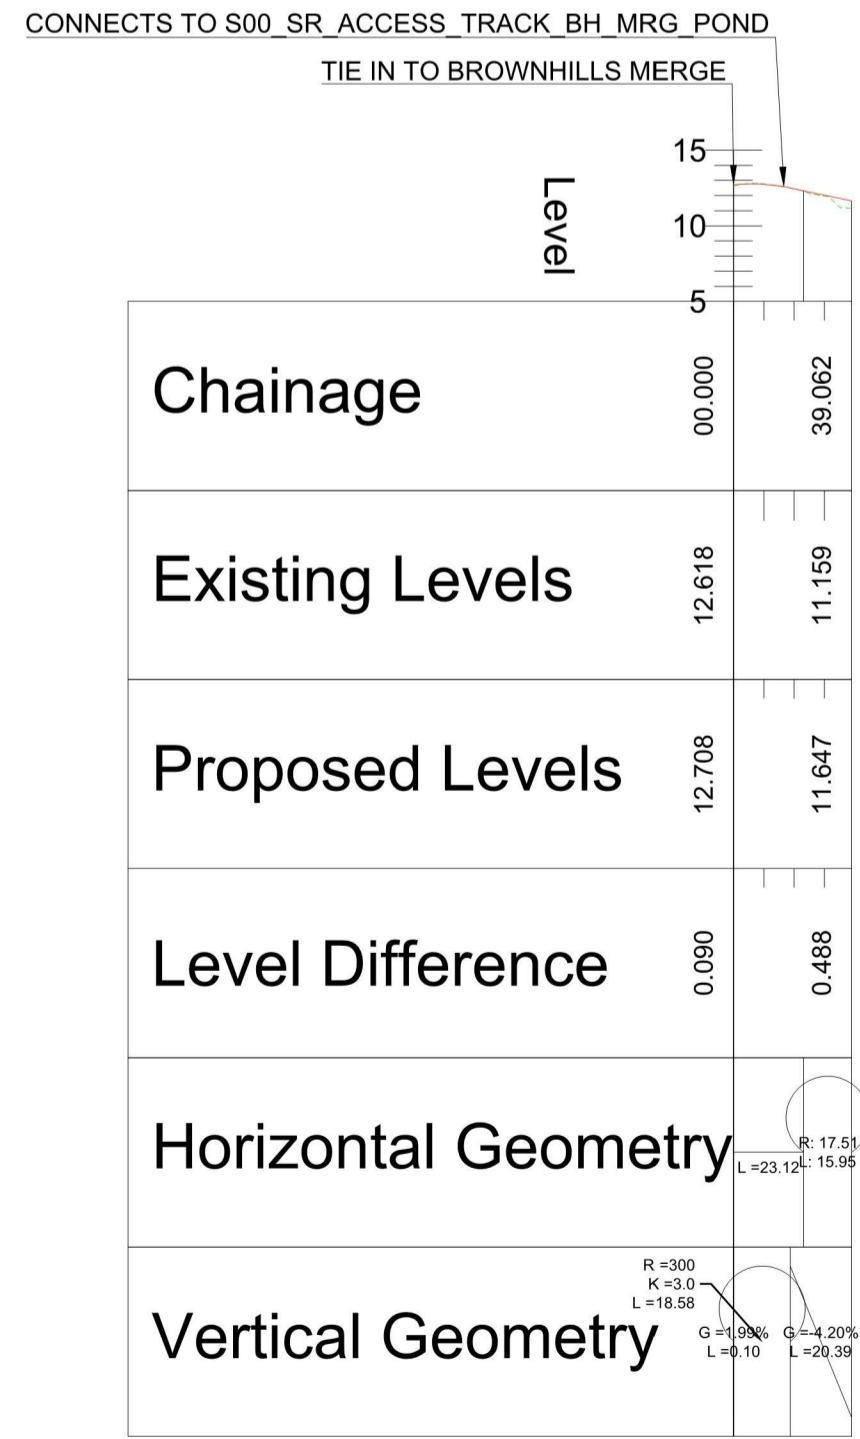 CONNECTS TO S00_SR_ACCESS_TRACK_BH_MRG_POND
TIE IN TO BROWNHILLS MERGE
Level
15
10
5
Chainage
00.000
39.062
Existing Levels
12.618
11.159
Proposed Levels
12.708
11.647
Level Difference
0.090
0.488
Horizontal Geometry
L =23.12
R: 17.51
L: 15.95
Vertical Geometry
R =300
K =3.0
L =18.58
G =1.99%
L =0.10
G =-4.20%
L =20.39